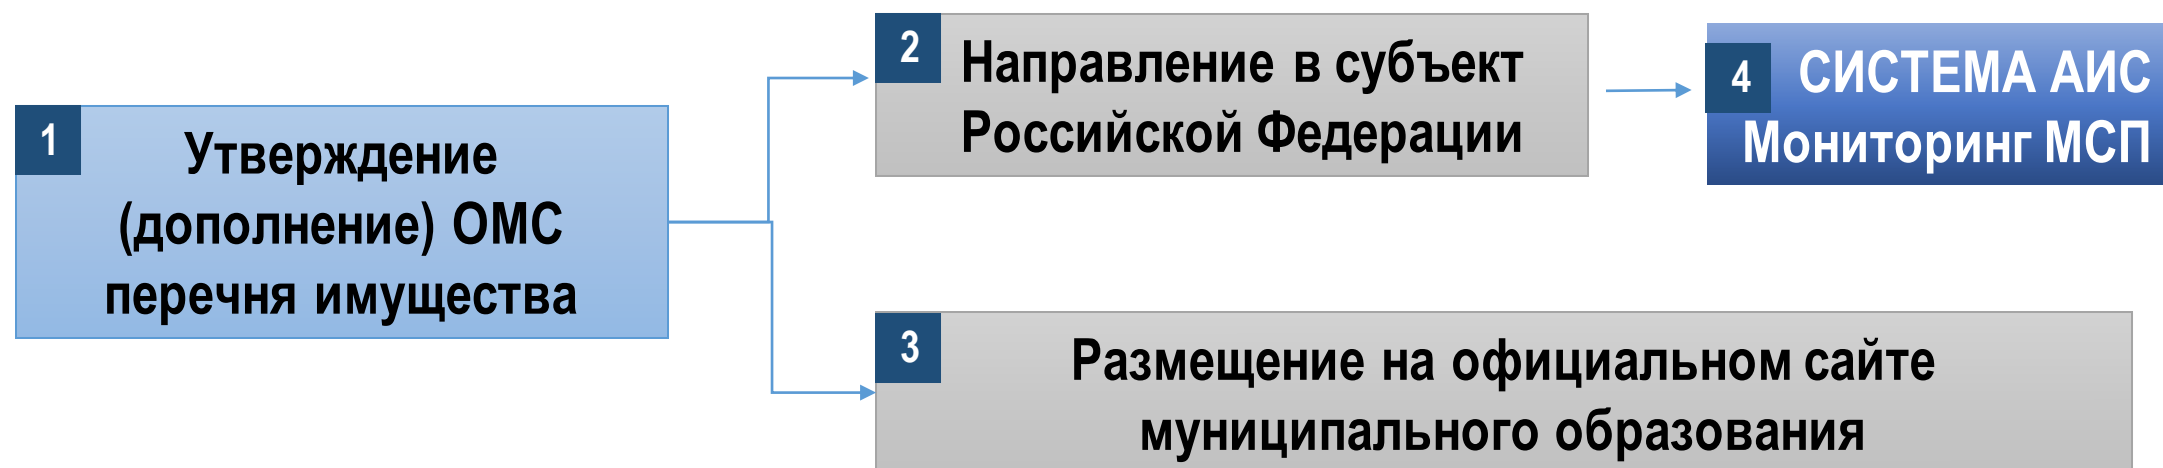 1
Утверждение
(дополнение) ОМС
перечня имущества
2
Направление в субъект
Российской Федерации
4
СИСТЕМА АИС
Мониторинг МСП
3
Размещение на официальном сайте
муниципального образования